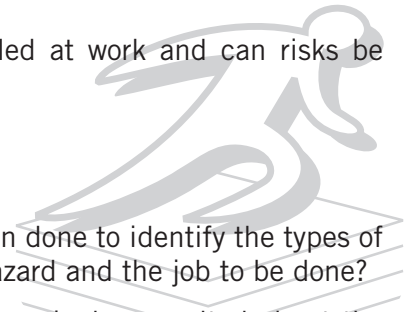 led at work and can risks be
n done to identify the types of
azard and the job to be done?